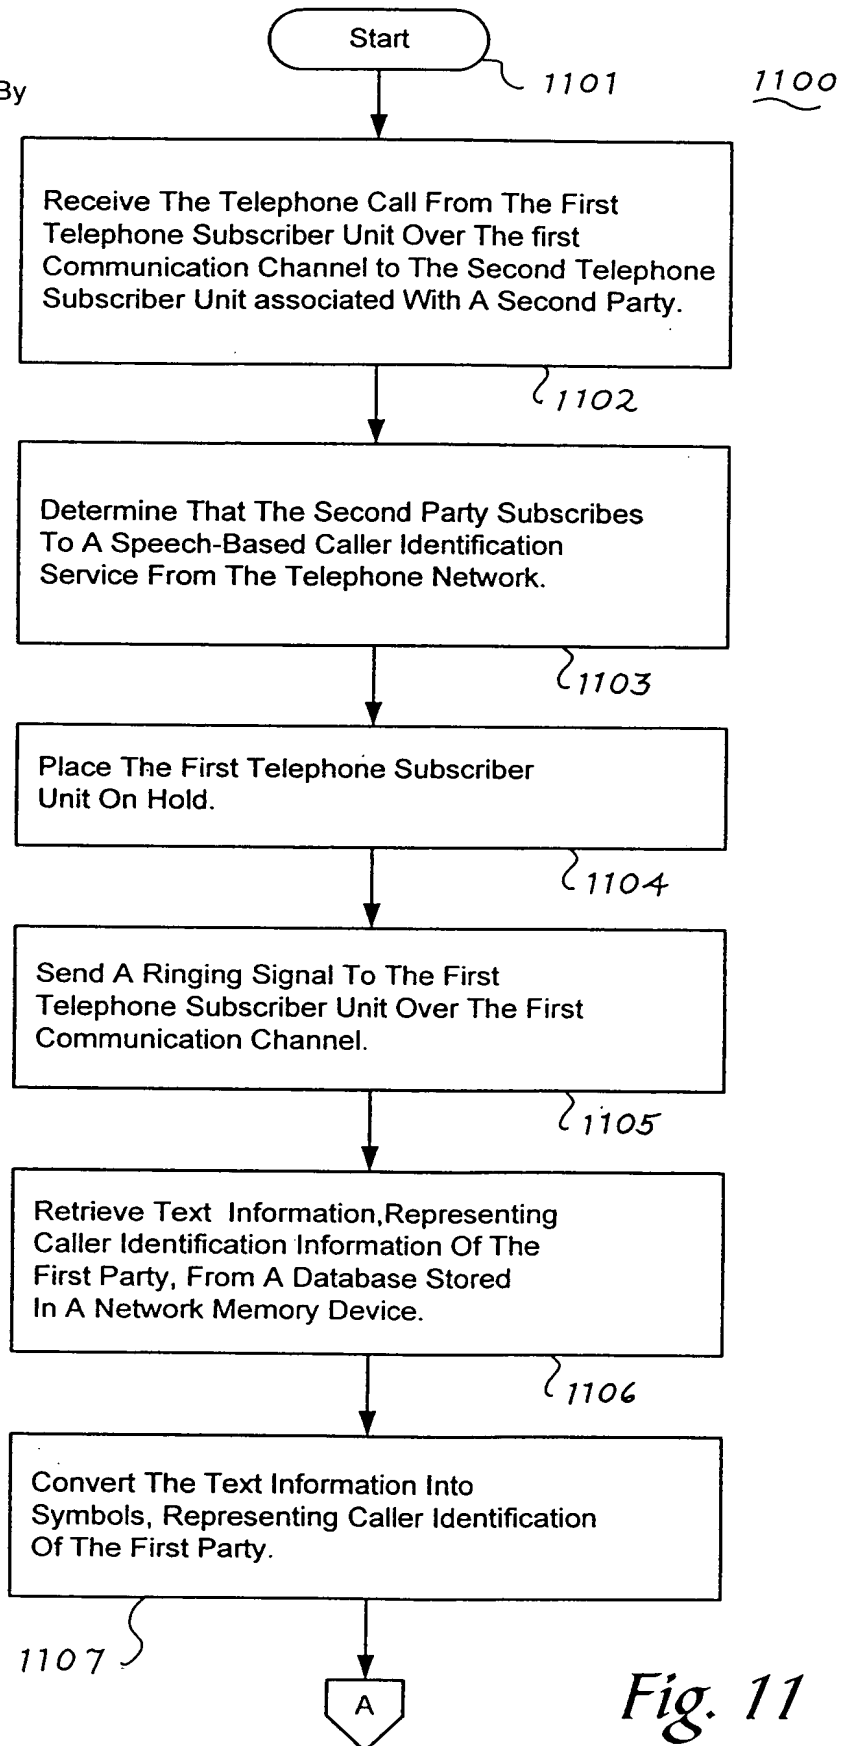 Start
1101
1100
By
Receive The Telephone Call From The First
Telephone Subscriber Unit Over The first
Communication Channel to The Second Telephone
Subscriber Unit associated With A Second Party.
1102
Determine That The Second Party Subscribes
To A Speech-Based Caller Identification
Service From The Telephone Network.
1103
Place The First Telephone Subscriber
Unit On Hold.
1104
Send A Ringing Signal To The First
Telephone Subscriber Unit Over The First
Communication Channel.
1105
Retrieve Text Information,Representing
Caller Identification Information Of The
First Party, From A Database Stored
In A Network Memory Device.
1106
Convert The Text Information Into
Symbols, Representing Caller Identification
Of The First Party.
1107
A
Fig. 11